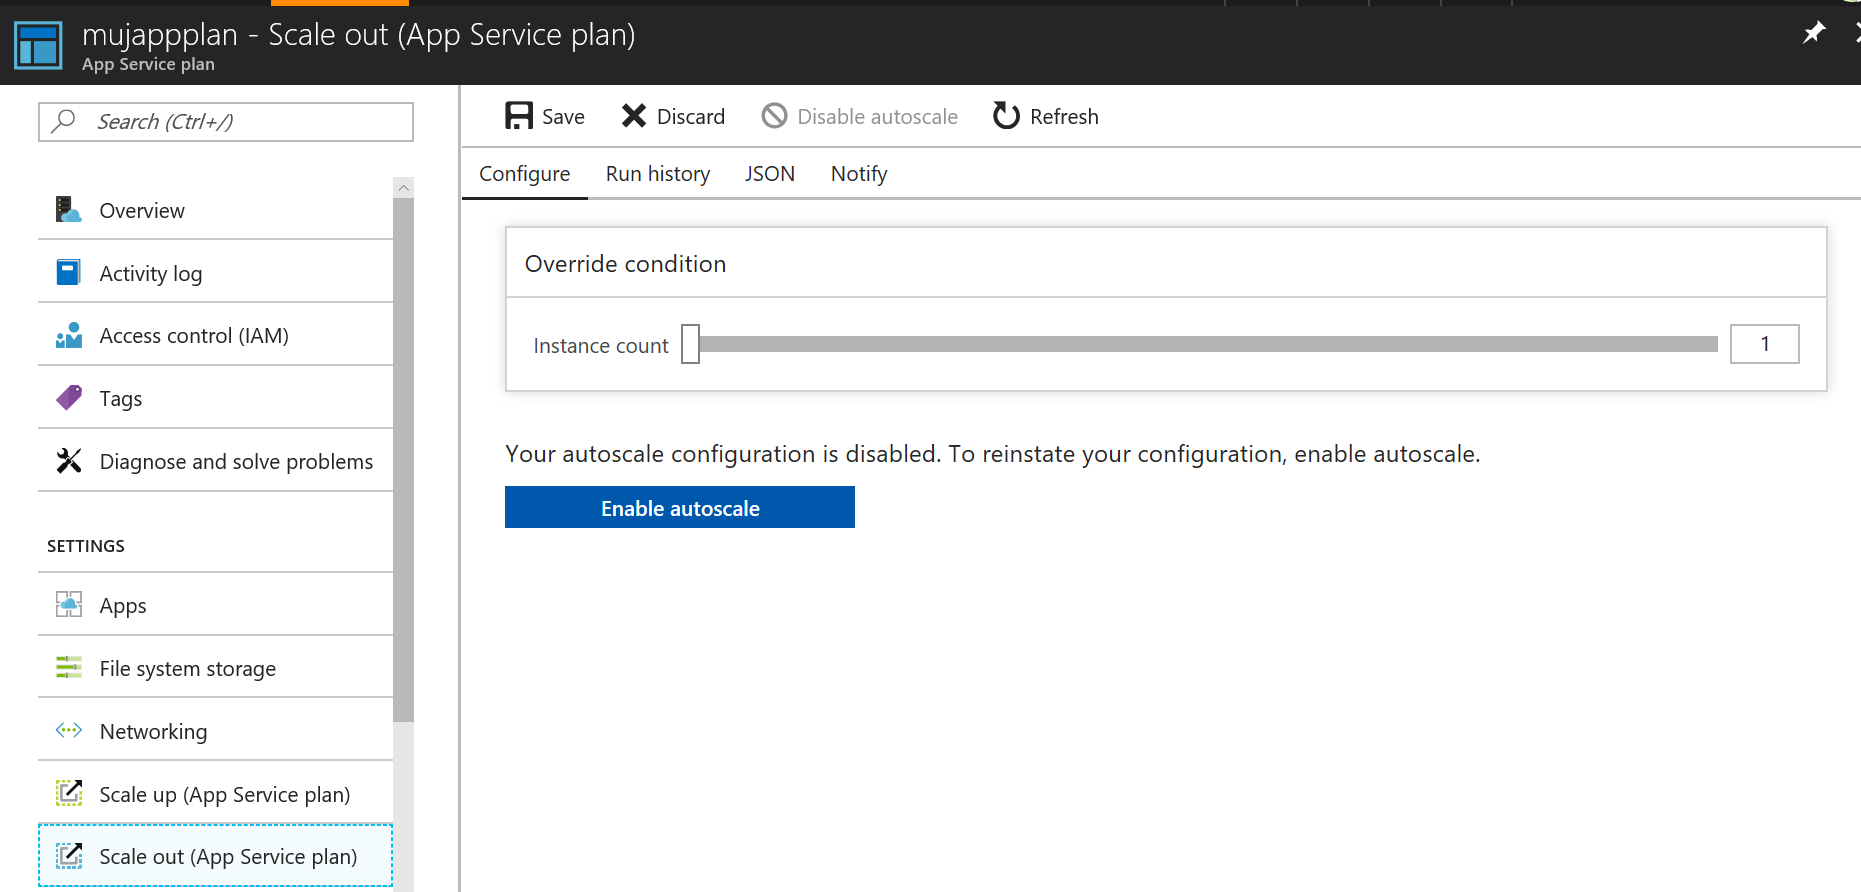 mujappplan - Scale out (App Service plan)
App Service plan
Search (Ctrl+/)
Overview
Activity log
Access control (IAM)
Tags
Diagnose and solve problems
SETTINGS
Apps
File system storage
Networking
Scale up (App Service plan)
Scale out (App Service plan)
Save Discard Disable autoscale Refresh
Configure Run history JSON Notify
Override condition
Instance count 1
Your autoscale configuration is disabled. To reinstate your configuration, enable autoscale.
Enable autoscale